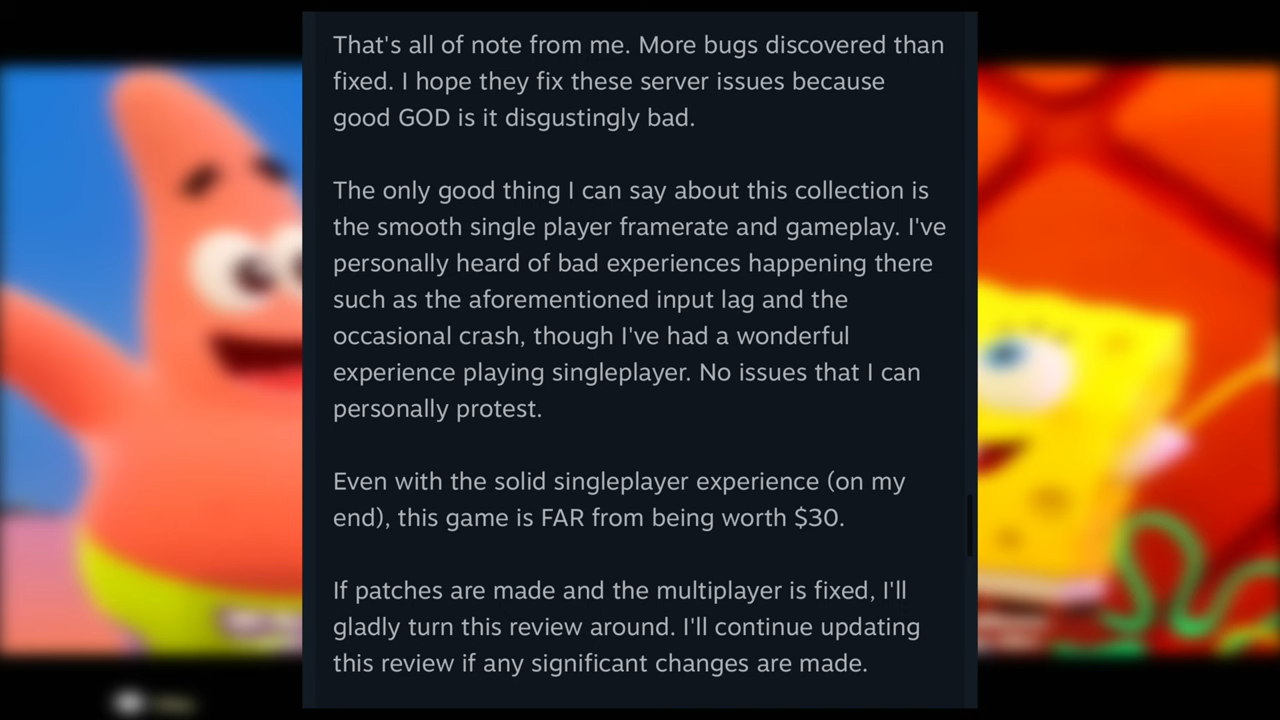 That's all of note from me. More bugs discovered than
fixed. I hope they fix these server issues because
good GOD is it disgustingly bad.
The only good thing I can say about this collection is
the smooth single player framerate and gameplay. I've
personally heard of bad experiences happening there
such as the aforementioned input lag and the
occasional crash, though I've had a wonderful
experience playing singleplayer. No issues that I can
personally protest.
Even with the solid singleplayer experience (on my
end), this game is FAR from being worth $30.
If patches are made and the multiplayer is fixed, I'll
gladly turn this review around. I'll continue updating
this review if any significant changes are made.